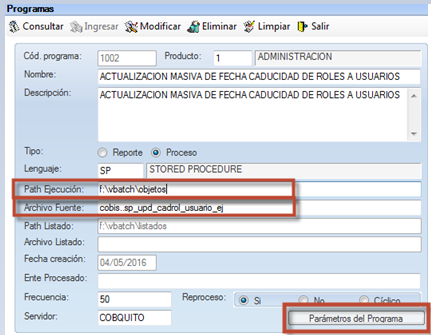 Programas
Consultar Ingresar Modificar Eliminar Limpiar Salir
Cód. programa: 1002 Producto: 1 ADMINISTRACION
Nombre: ACTUALIZACION MASIVA DE FECHA CADUCIDAD DE ROLES A USUARIOS
Descripción: ACTUALIZACION MASIVA DE FECHA CADUCIDAD DE ROLES A USUARIOS
Tipo: Reporte Proceso
Lenguaje: SP STORED PROCEDURE
Path Ejecución: f:\vbatch\objetos
Archivo Fuente: cobis..sp_upd_cadrol_usuario_ej
Path Listado: f:\vbatch\listados
Archivo Listado:
Fecha creación: 04/05/2016
Ente Procesado:
Frecuencia: 50 Reproceso: Si No Cíclico
Servidor: COBQUITO Parámetros del Programa